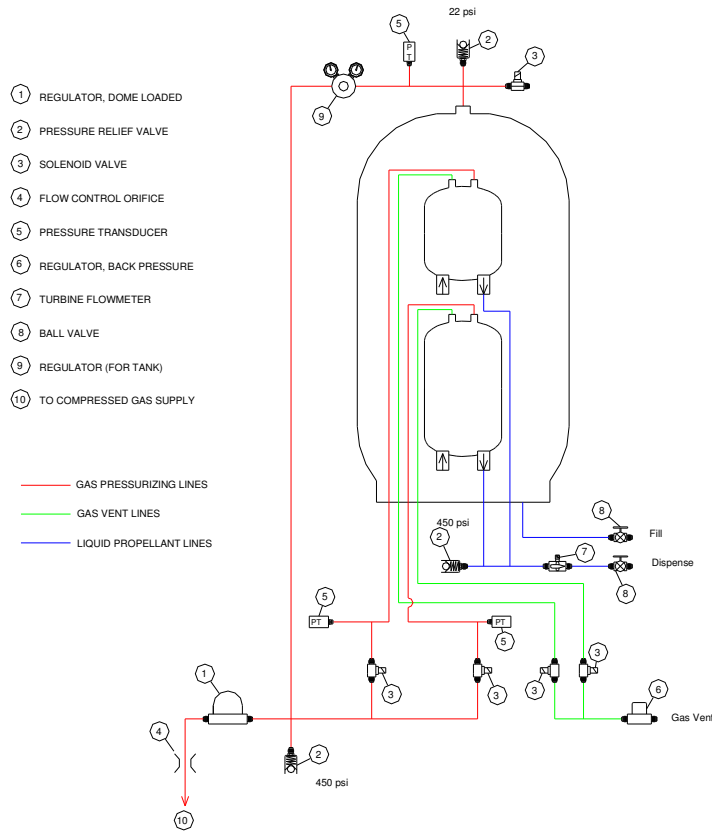 5
22 psi
2
3
P
T
9
1 REGULATOR, DOME LOADED
2 PRESSURE RELIEF VALVE
3 SOLENOID VALVE
4 FLOW CONTROL ORIFICE
5 PRESSURE TRANSDUCER
6 REGULATOR, BACK PRESSURE
7 TURBINE FLOWMETER
8 BALL VALVE
9 REGULATOR (FOR TANK)
10 TO COMPRESSED GAS SUPPLY
GAS PRESSURIZING LINES
GAS VENT LINES
LIQUID PROPELLANT LINES
8
Fill
450 psi
2
7
Dispense
8
5
PT
PT
5
3
3
3
3
1
6
Gas Vent
4
2
450 psi
10